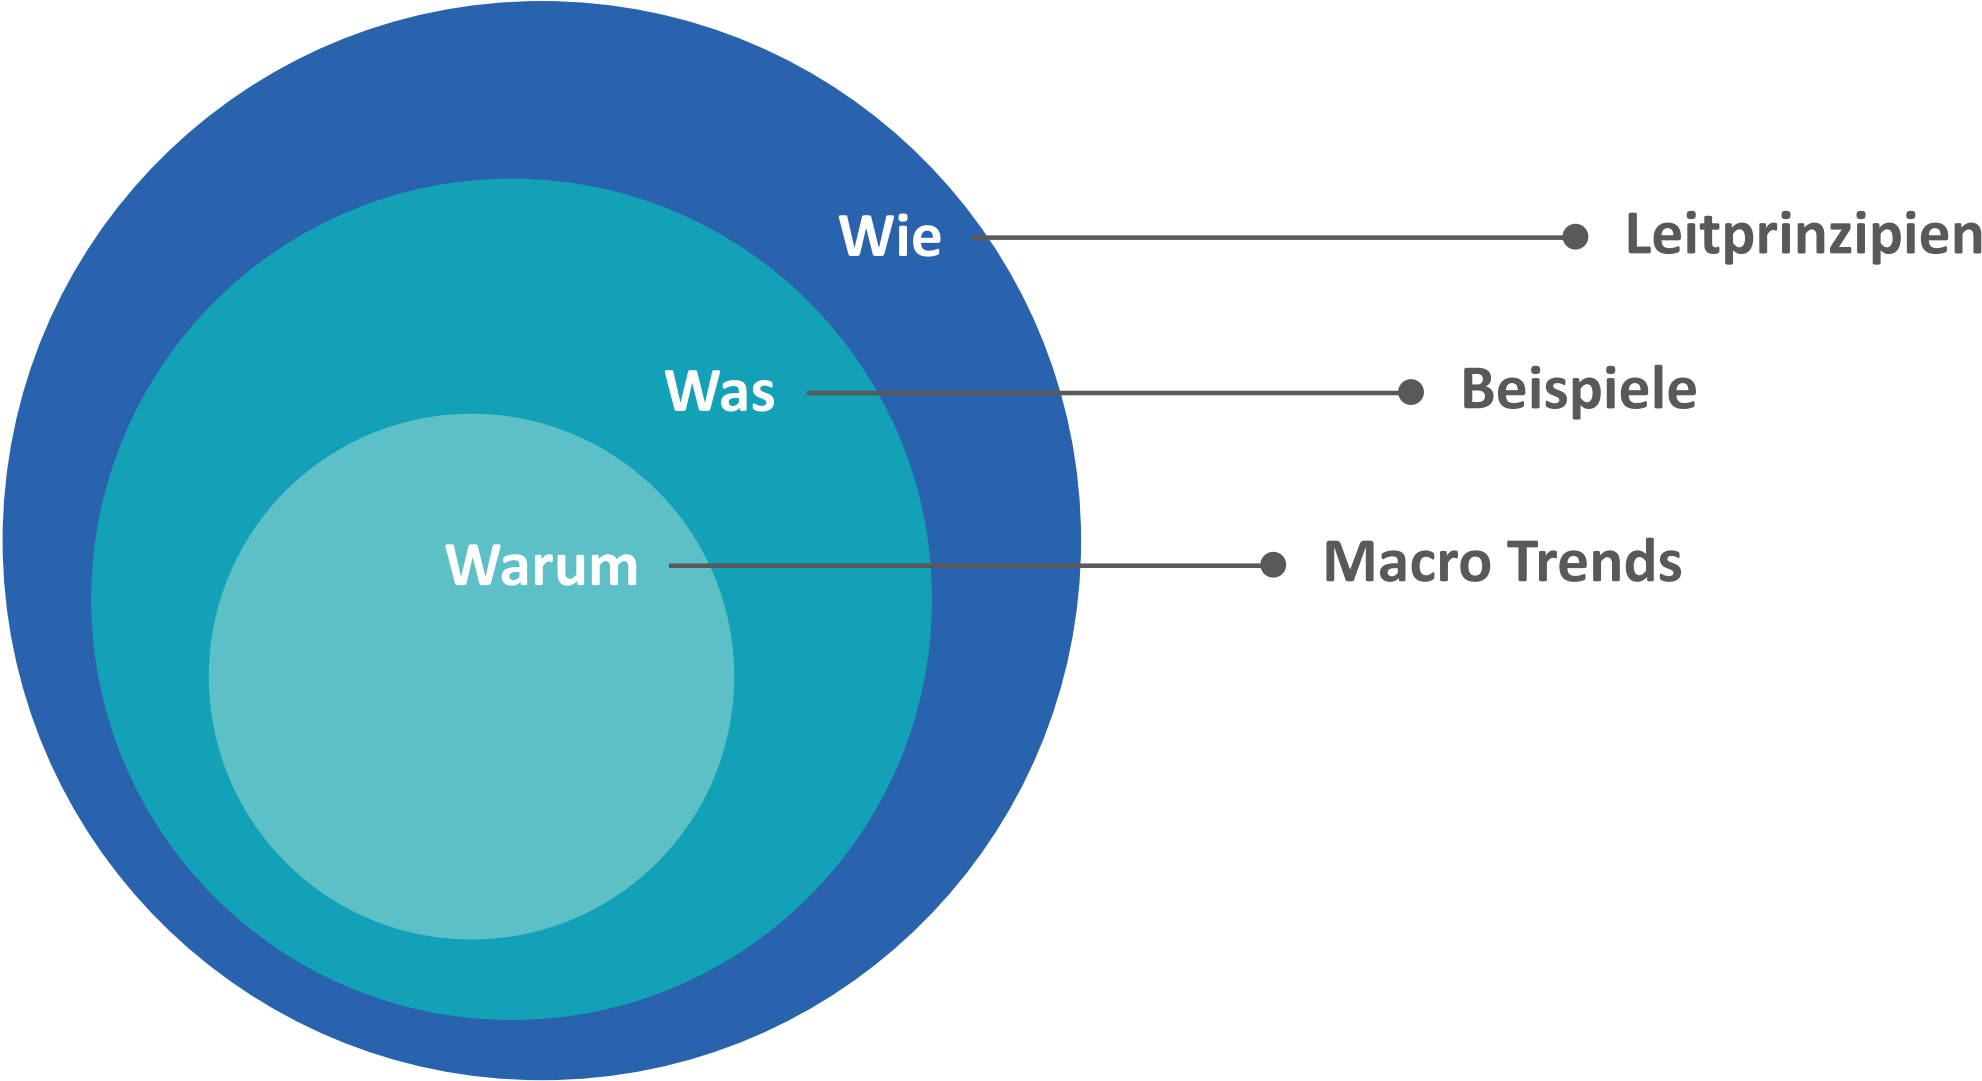 Wie
Leitprinzipien
Was
Beispiele
Warum
Macro Trends